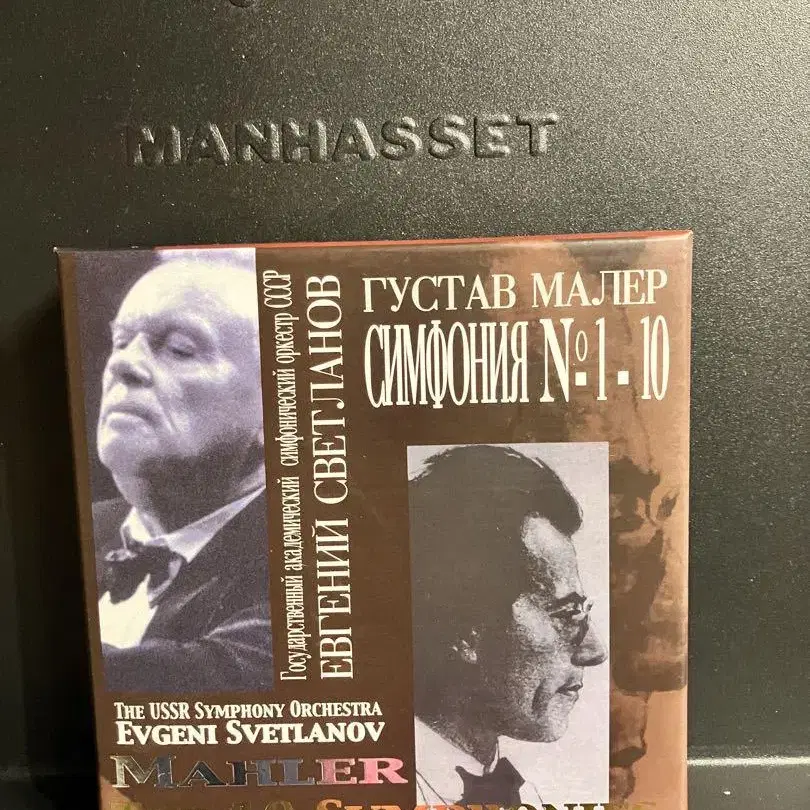 MANHASSET
ГУСТАВ МАЛЕР
СИМФОНИЯ №1-10
Государственный академический симфонический оркестр СССР
ЕВГЕНИЙ СВЕТЛАНОВ
THE USSR SYMPHONY ORCHESTRA
EVGENI SVETLANOV
MAHLER